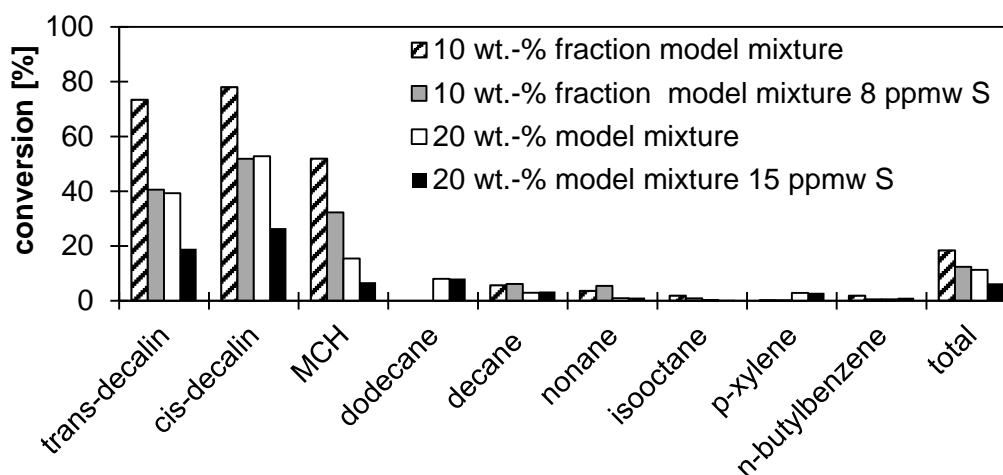 100
80
60
40
20
0
conversion [%]
10 wt.-% fraction model mixture
10 wt.-% fraction  model mixture 8 ppmw S
20 wt.-% model mixture
20 wt.-% model mixture 15 ppmw S
trans-decalin
cis-decalin
MCH
dodecane
decane
nonane
isooctane
p-xylene
n-butylbenzene
total